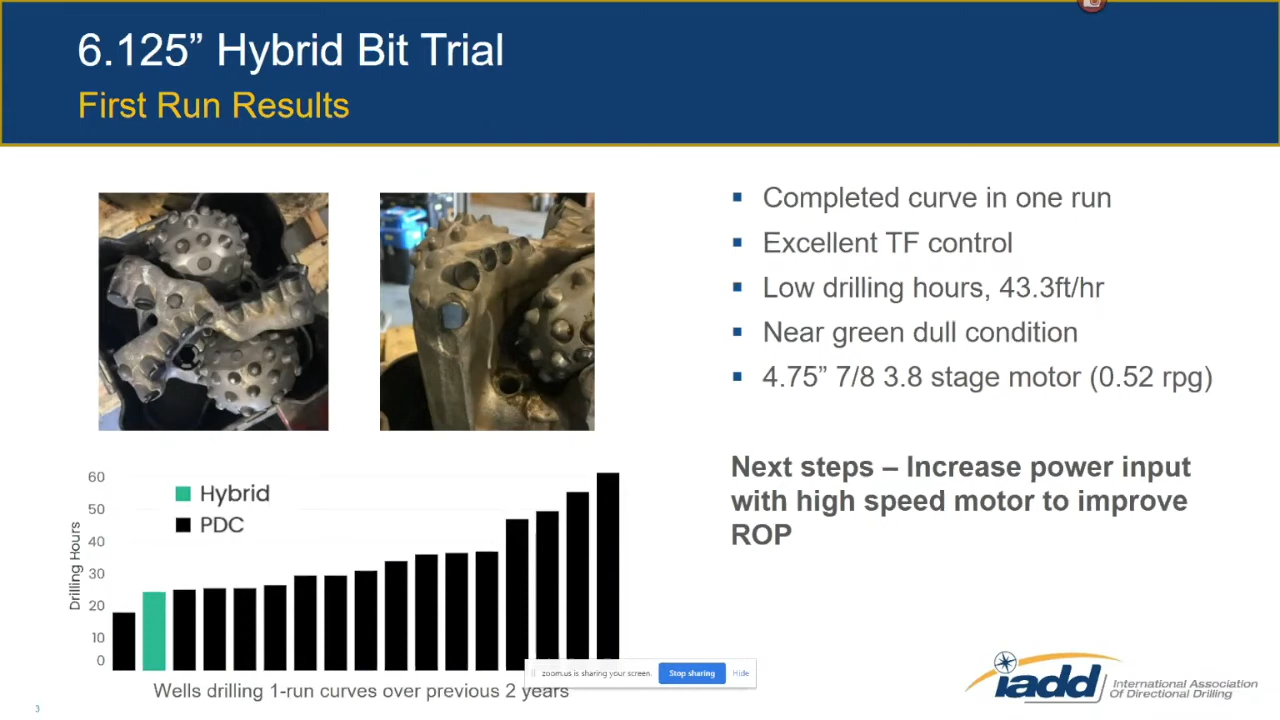 6.125” Hybrid Bit Trial
First Run Results
▪ Completed curve in one run
▪ Excellent TF control
▪ Low drilling hours, 43.3ft/hr
▪ Near green dull condition
▪ 4.75” 7/8 3.8 stage motor (0.52 rpg)
Next steps – Increase power input
with high speed motor to improve
ROP
Drilling Hours
60
50
40
30
20
10
0
Hybrid
PDC
Wells drilling 1-run curves over previous 2 years
zoom.us is sharing your screen.
Stop sharing
Hide
iadd
International Association
Of Directional Drilling
3